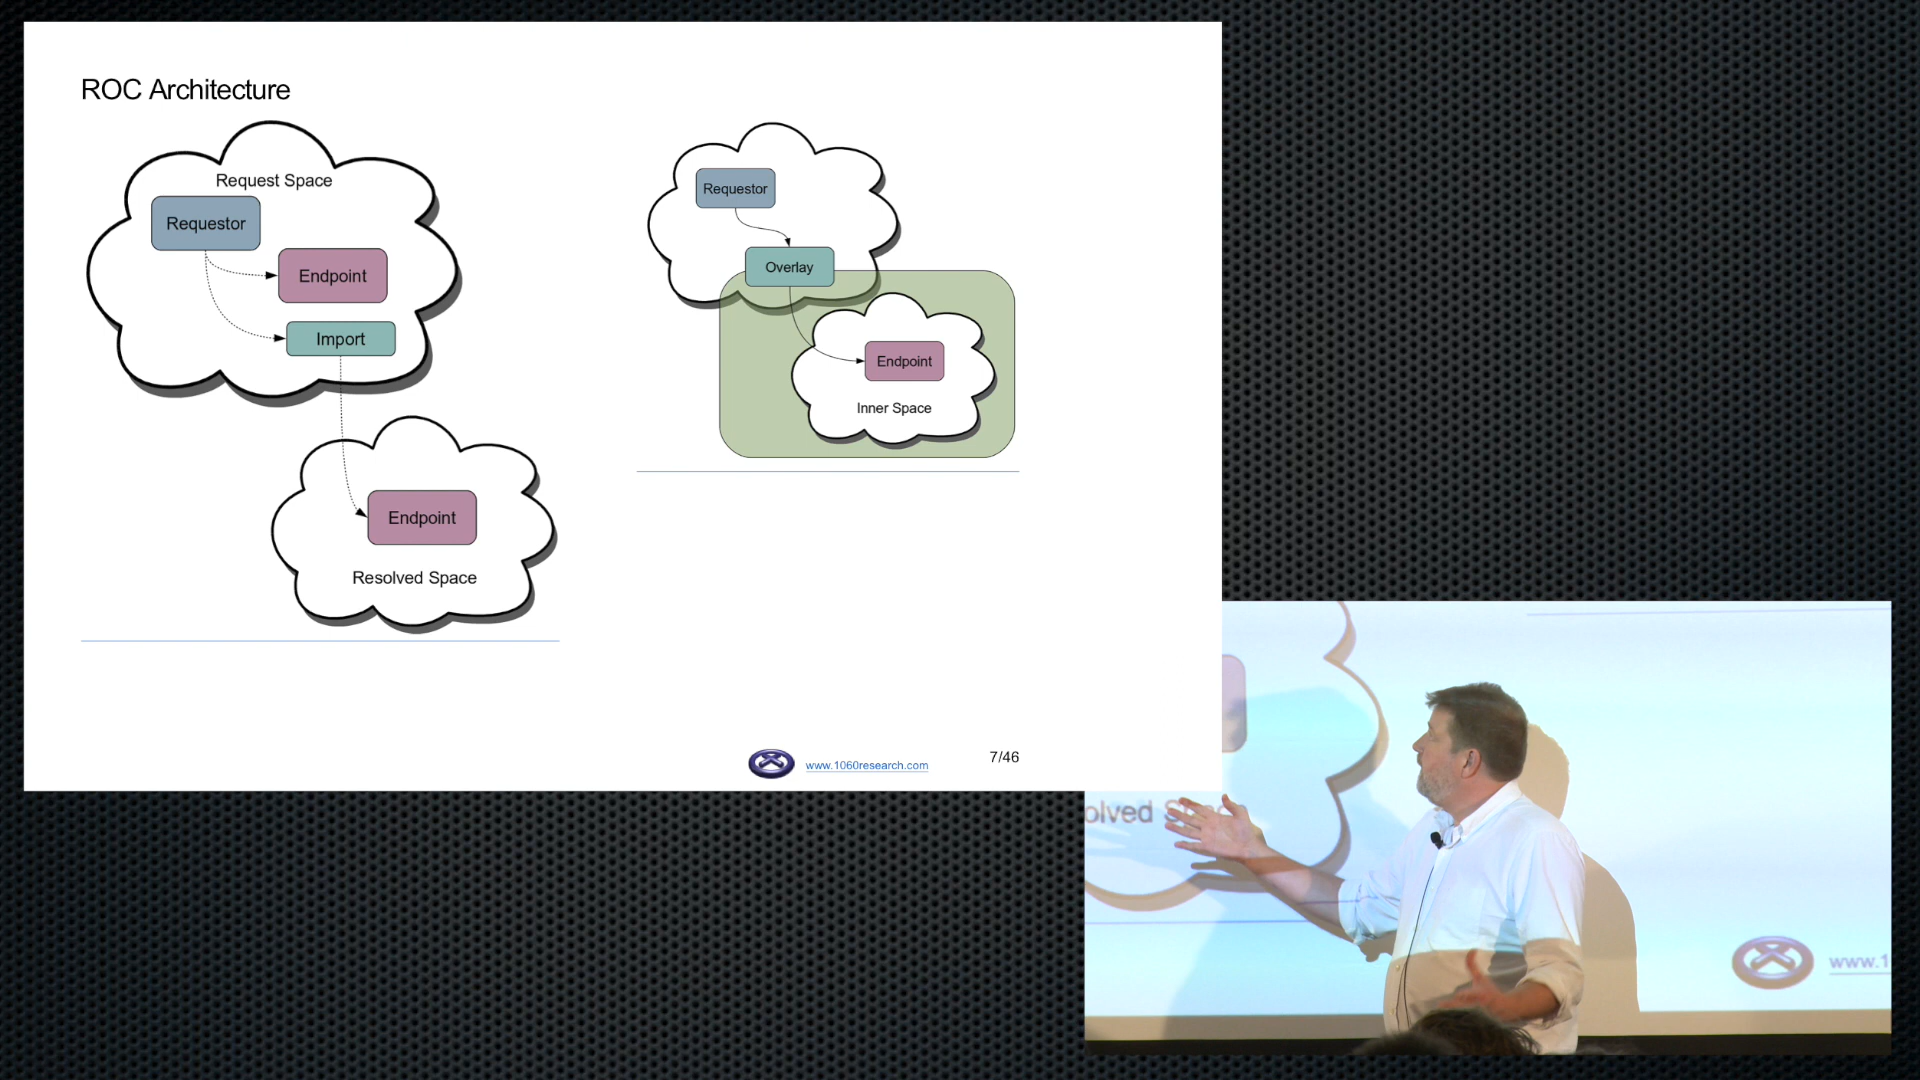 ROC Architecture
Request Space
Requestor
Endpoint
Import
Endpoint
Resolved Space
Requestor
Overlay
Endpoint
Inner Space
www.1060research.com
7/46
olved
www.1